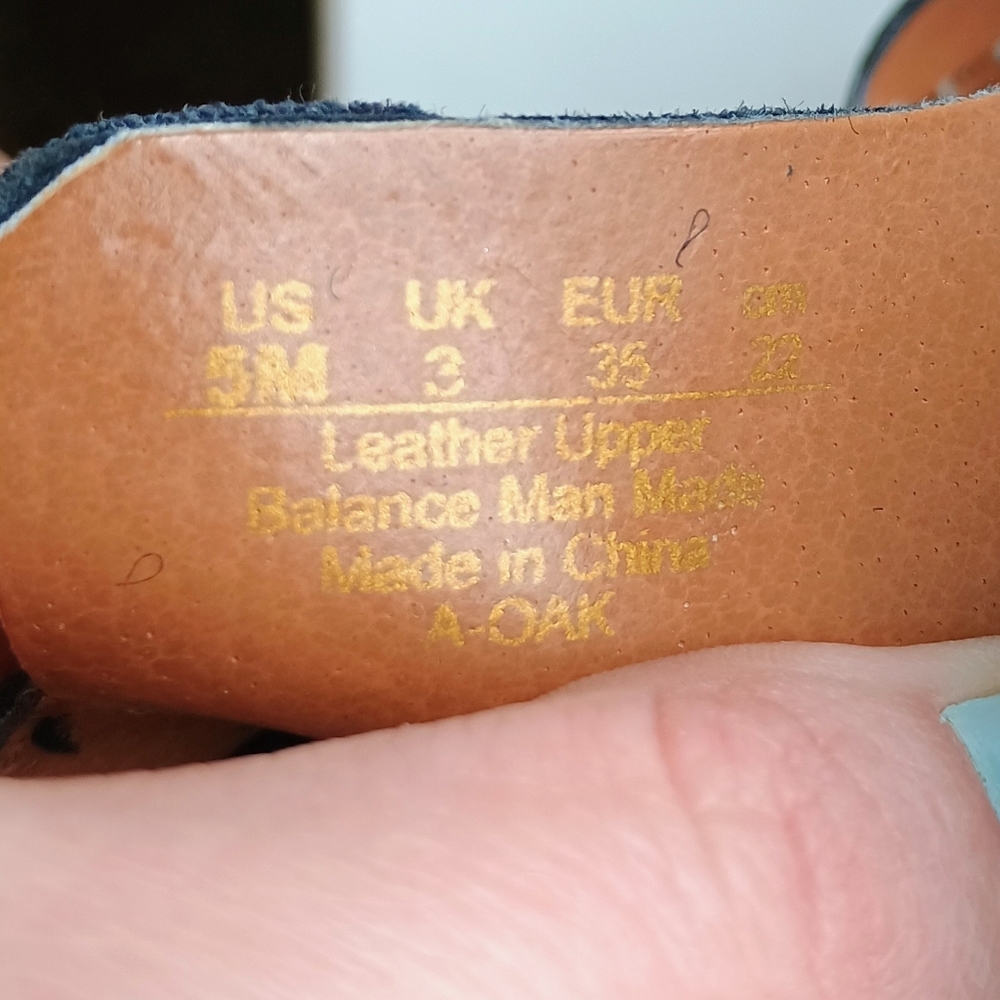 US UK EUR cm
5M 3 35 22
Leather Upper
Balance Man Made
Made in China
A-OAK